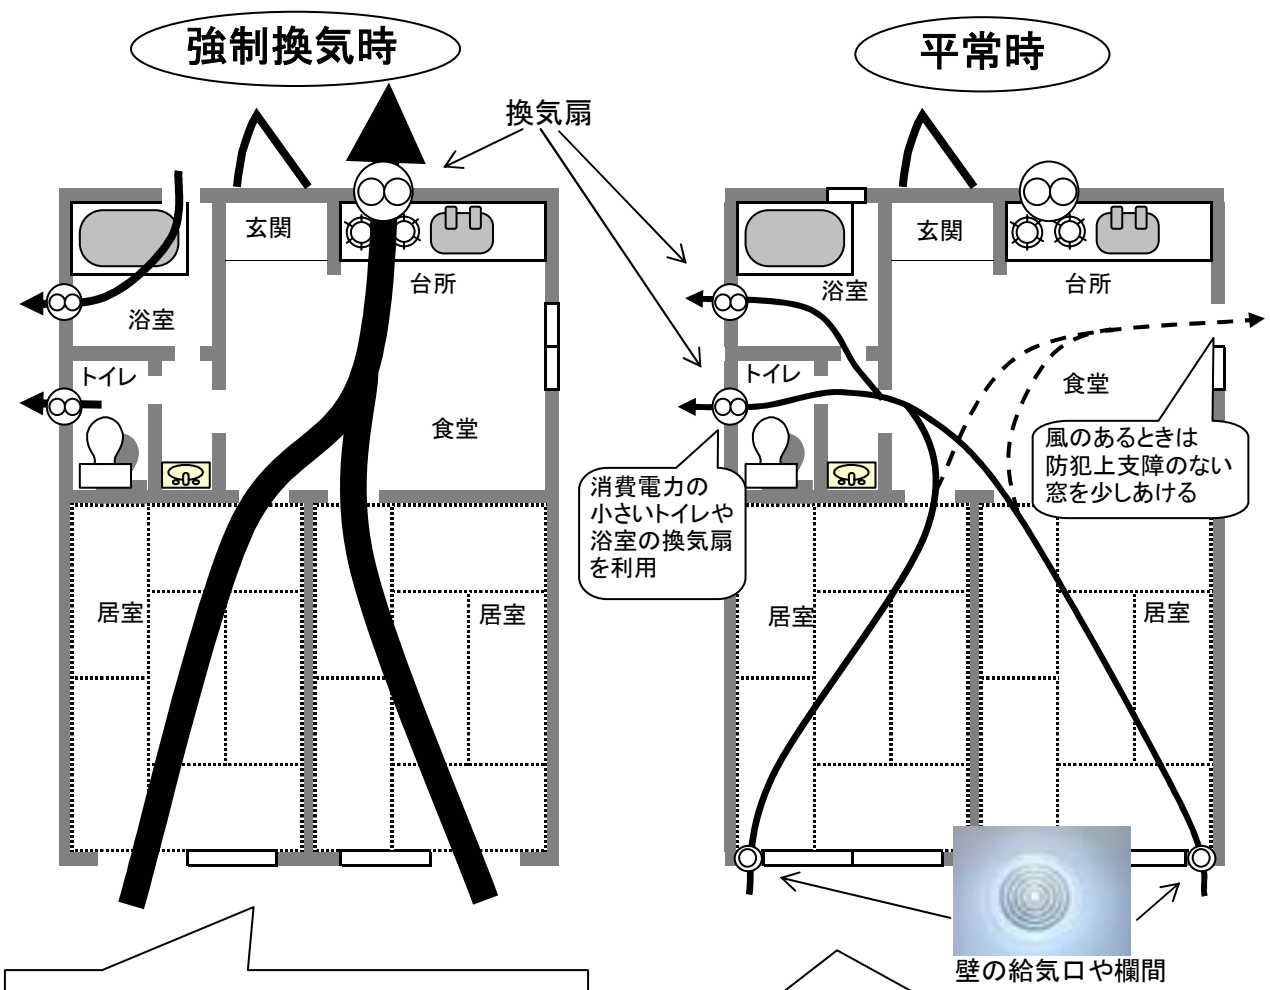 強制換気時
平常時
換気扇
玄関
台所
浴室
トイレ
食堂
居室
居室
玄関
台所
浴室
トイレ
食堂
風のあるときは
防犯上支障のない
窓を少しあける
消費電力の
小さいトイレや
浴室の換気扇
を利用
居室
居室
壁の給気口や欄間